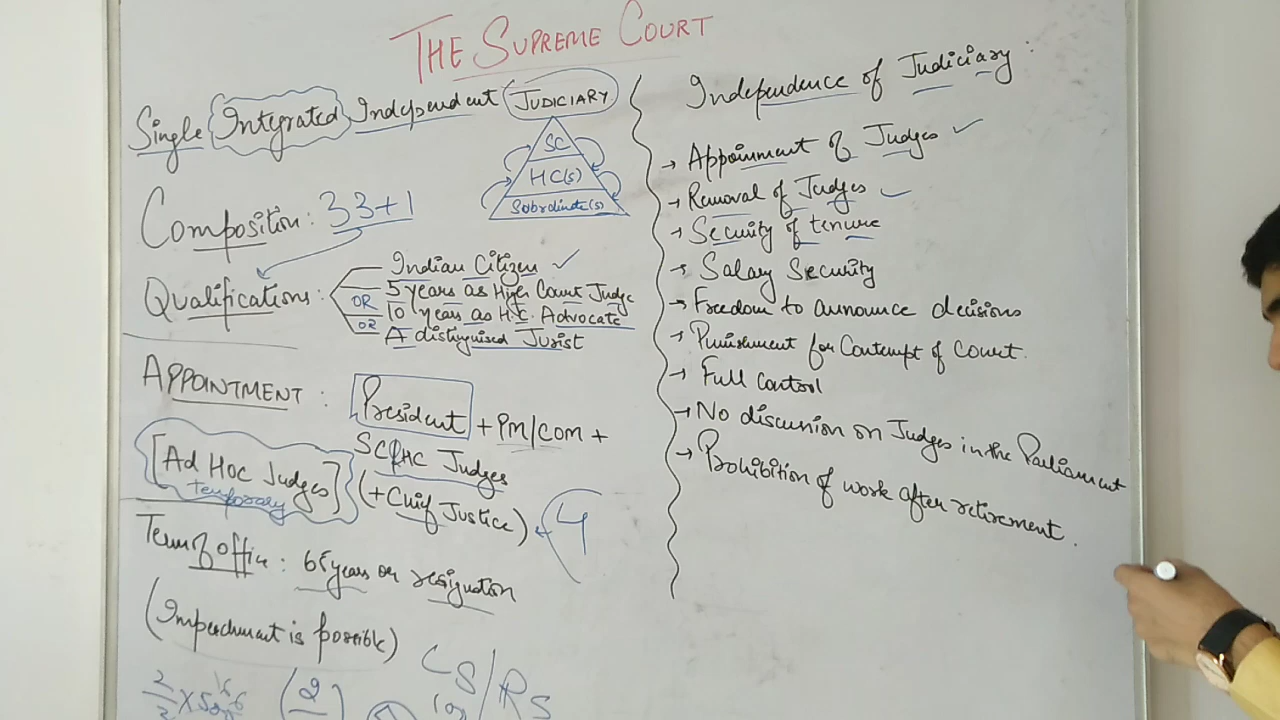 THE SUPREME COURT
Single Integrated Independent JUDICIARY
SC
HC(s)
Subordinate(s)
Composition: 33+1
Qualifications:
Indian Citizen ✓
5 years as High Court Judge
OR 10 years as H.C. Advocate
OR A distinguised Jurist
APPOINTMENT : President + PM/COM +
SC/HC Judges
(+ Chief Justice) 4
[Ad Hoc Judges]
temporary
Term of office : 65 years or resignation
(Impeachment is possible)
LS/RS
(2)
Independence of Judiciary :
→ Appoinment of Judges ✓
→ Removal of Judges ✓
→ Security of tenure
→ Salary Security
→ Freedom to announce decisions
→ Punishment for Contempt of Court.
→ Full Control
→ No discussion on Judges in the Parliament
→ Prohibition of work after retirement.